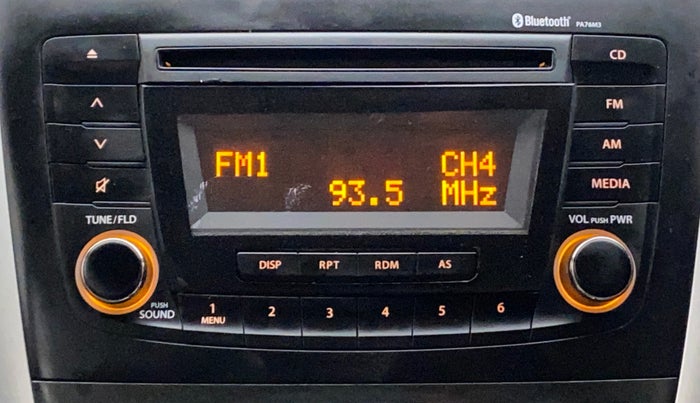 Bluetooth PA76M3
CD
FM
AM
MEDIA
FM1 CH4
93.5 MHz
TUNE/FLD
VOL PUSH PWR
DISP RPT RDM AS
PUSH
SOUND
1 2 3 4 5 6
MENU